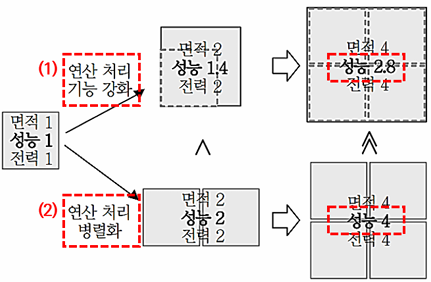 (1)
연산 처리
기능 강화
면적 2
성능 1.4
전력 2
면적 4
성능 2.8
전력 4
면적 1
성능 1
전력 1
(2)
연산 처리
병렬화
면적 2
성능 2
전력 2
면적 4
성능 4
전력 4